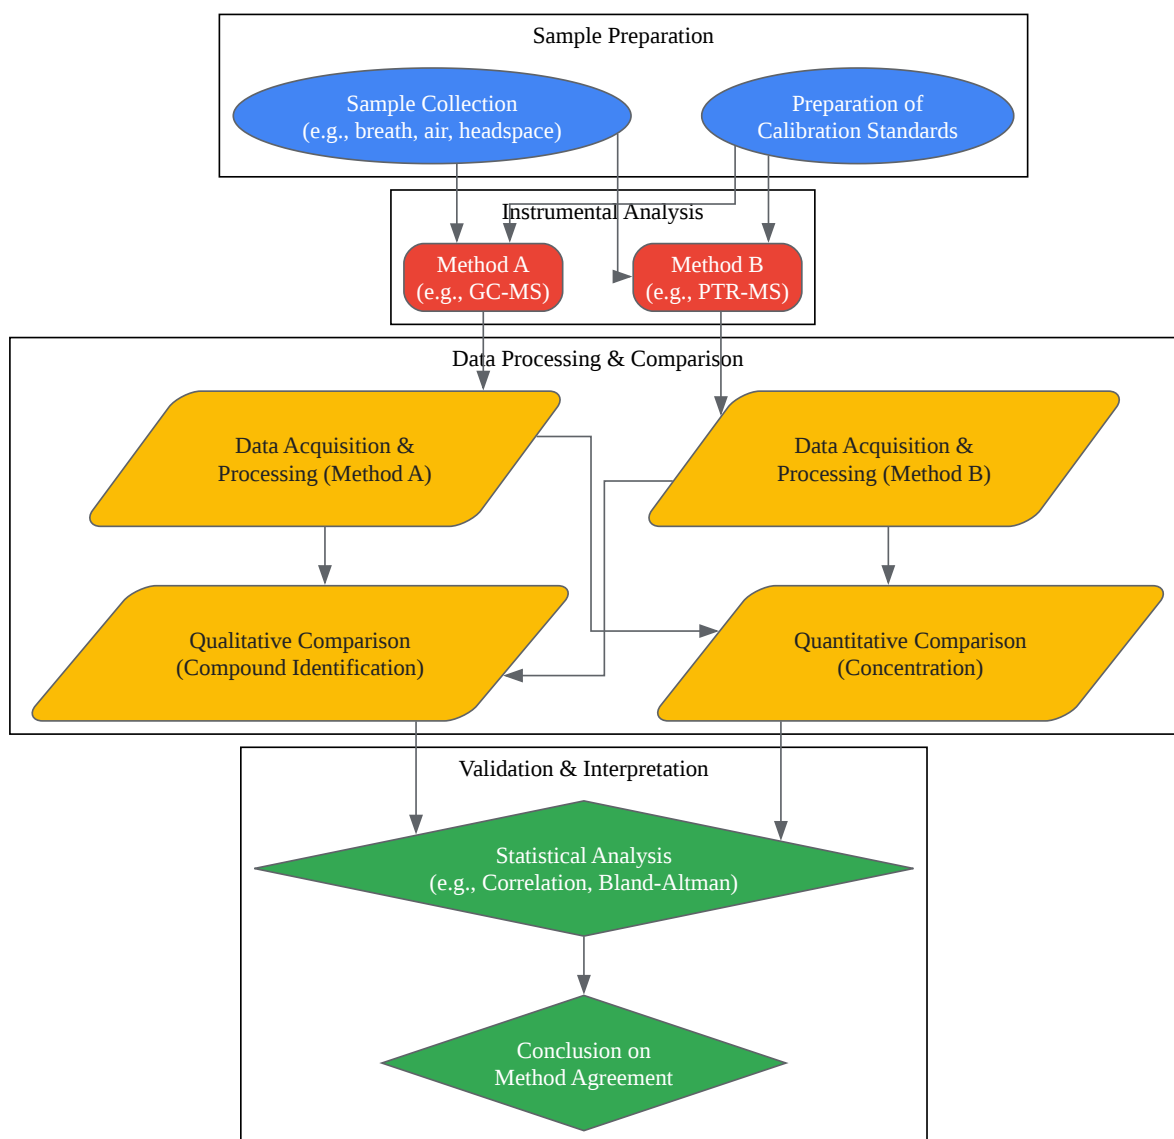 Sample Preparation
Sample Collection
(e.g., breath, air, headspace)
Preparation of
Calibration Standards
Instrumental Analysis
Method A
(e.g., GC-MS)
Method B
(e.g., PTR-MS)
Data Processing & Comparison
Data Acquisition &
Processing (Method A)
Data Acquisition &
Processing (Method B)
Qualitative Comparison
(Compound Identification)
Quantitative Comparison
(Concentration)
Validation & Interpretation
Statistical Analysis
(e.g., Correlation, Bland-Altman)
Conclusion on
Method Agreement